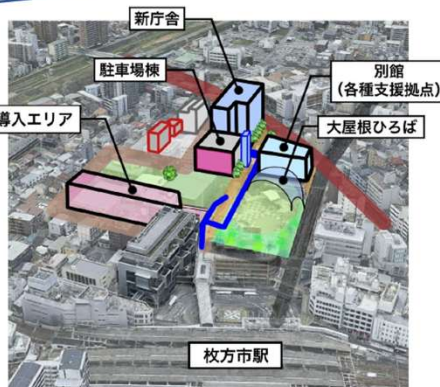 新庁舎
駐車場棟
別館
（各種支援拠点）
導入エリア
大屋根ひろば
枚方市駅